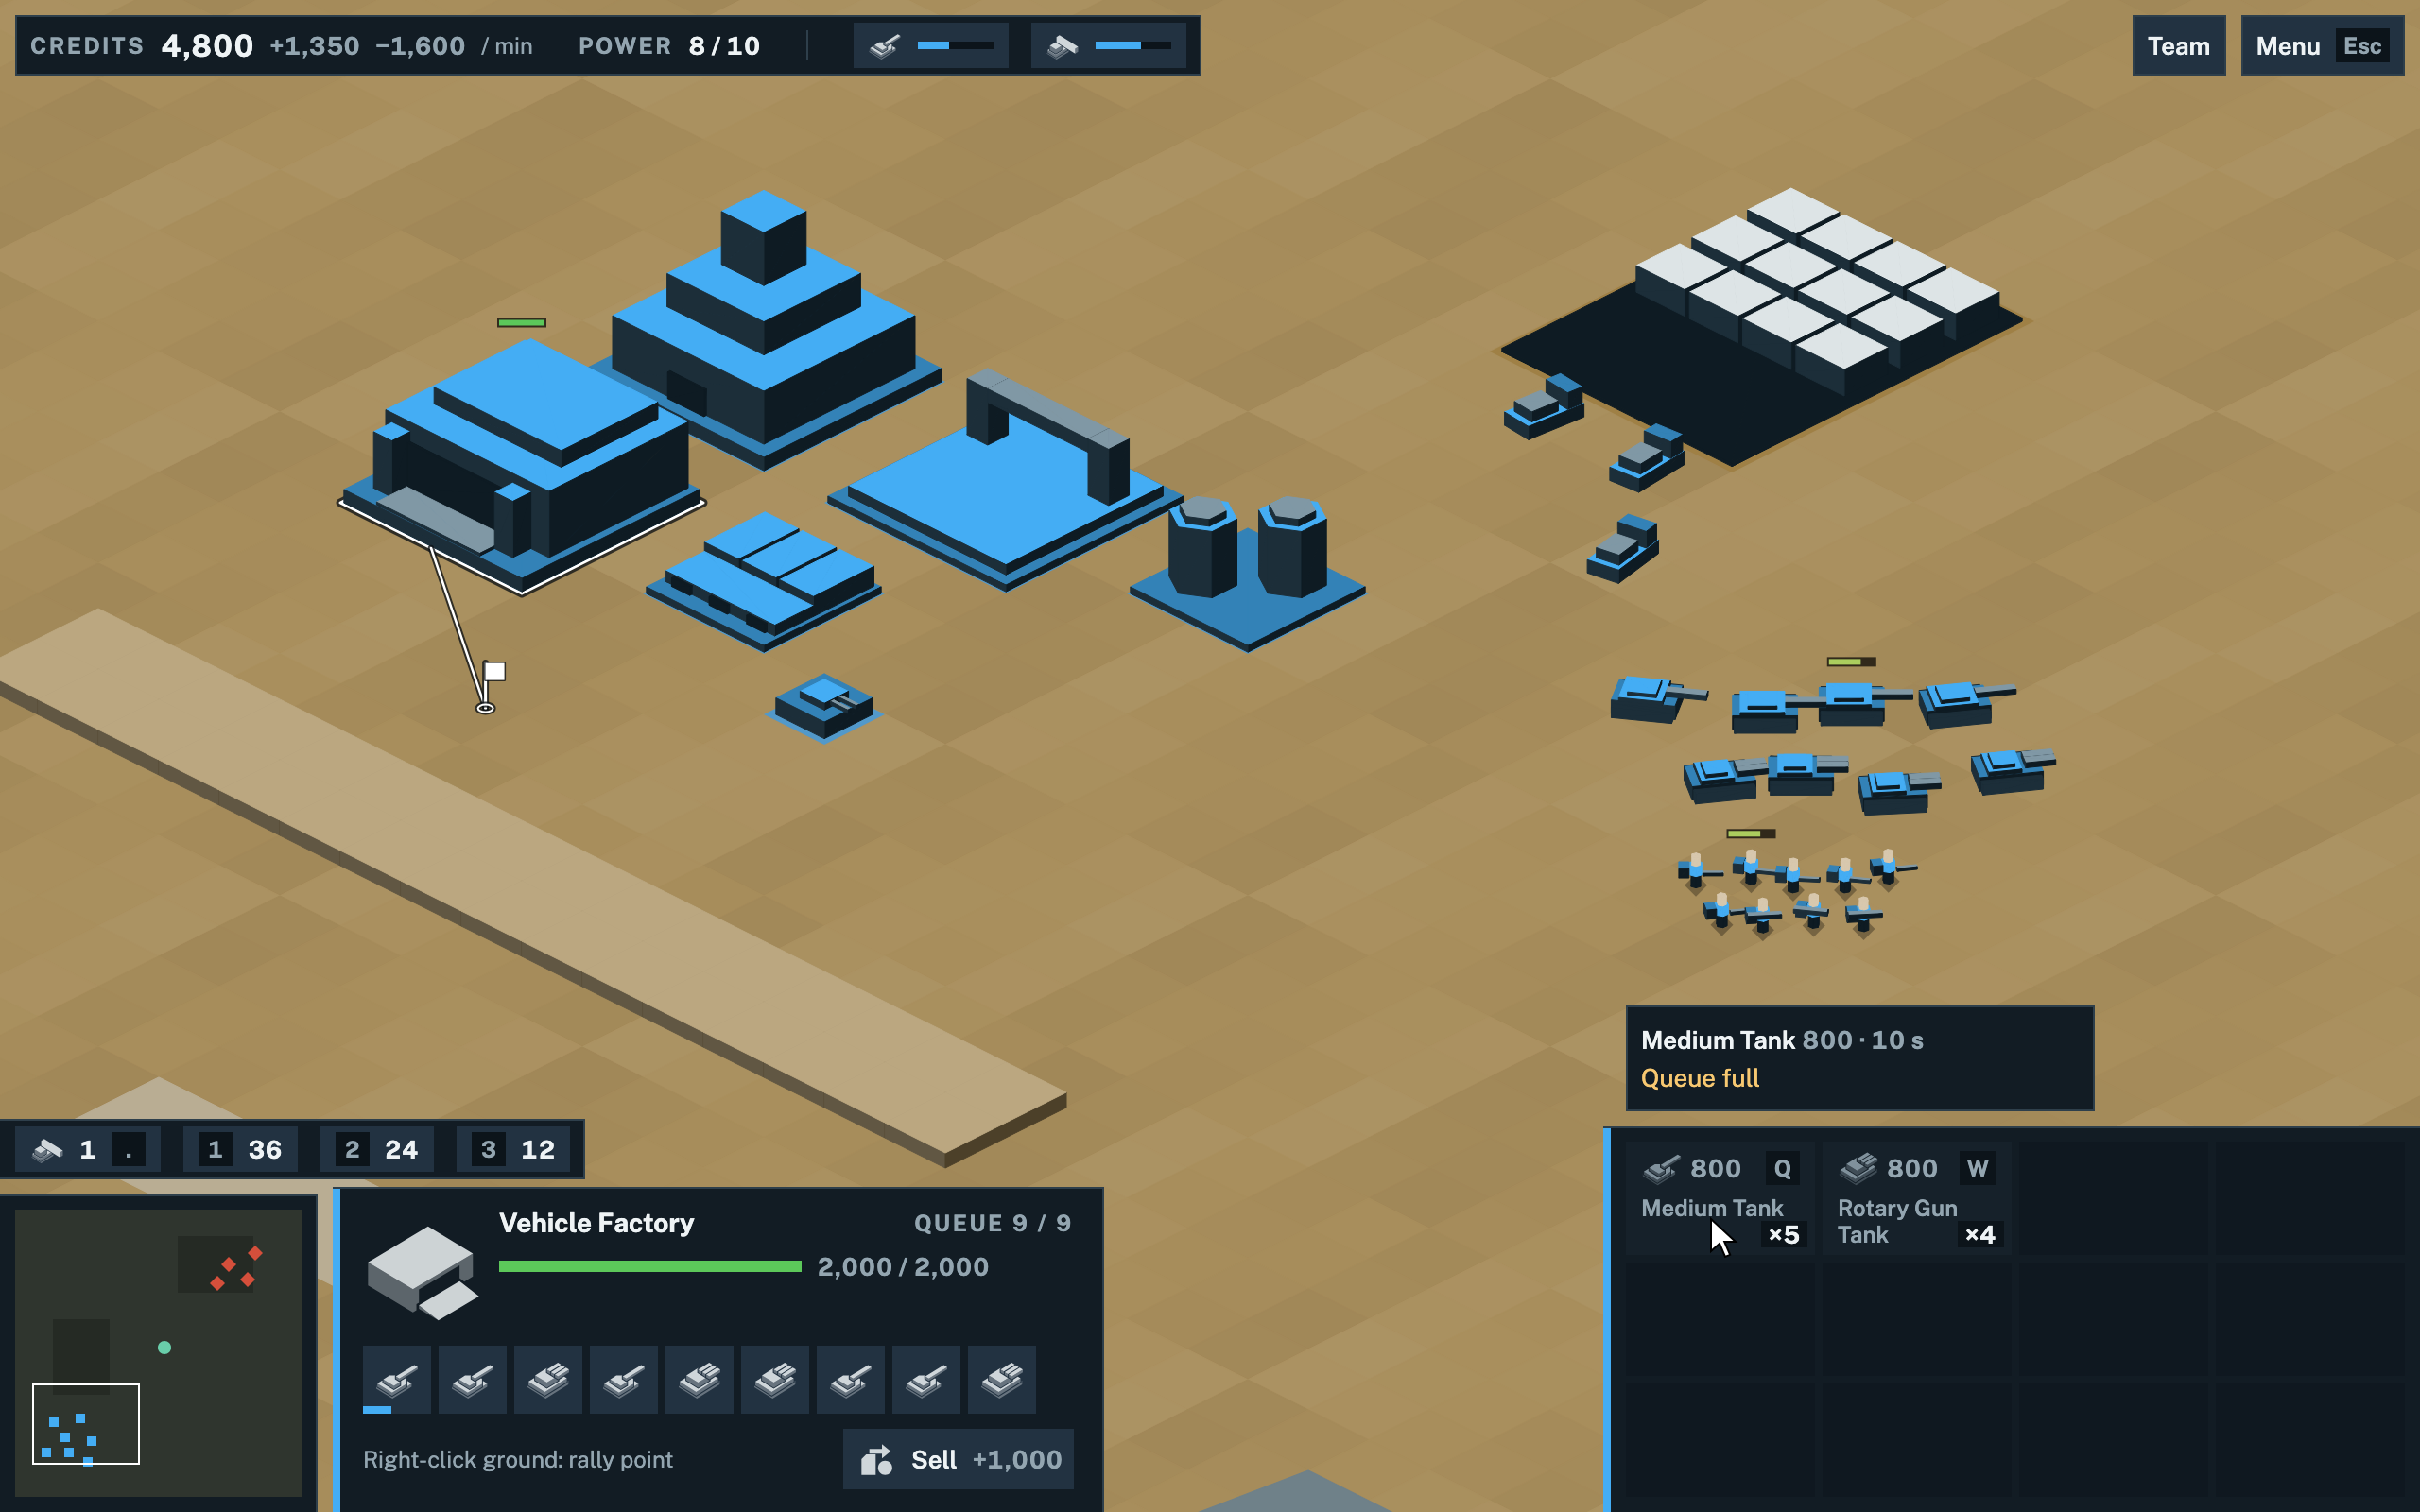 CREDITS 4,800 +1,350 −1,600 / min POWER 8 / 10
Team
Menu Esc
Medium Tank 800 · 10 s
Queue full
1 .
1 36
2 24
3 12
Vehicle Factory
QUEUE 9 / 9
2,000 / 2,000
Right-click ground: rally point
Sell +1,000
800 Q
Medium Tank
×5
800 W
Rotary Gun
Tank
×4